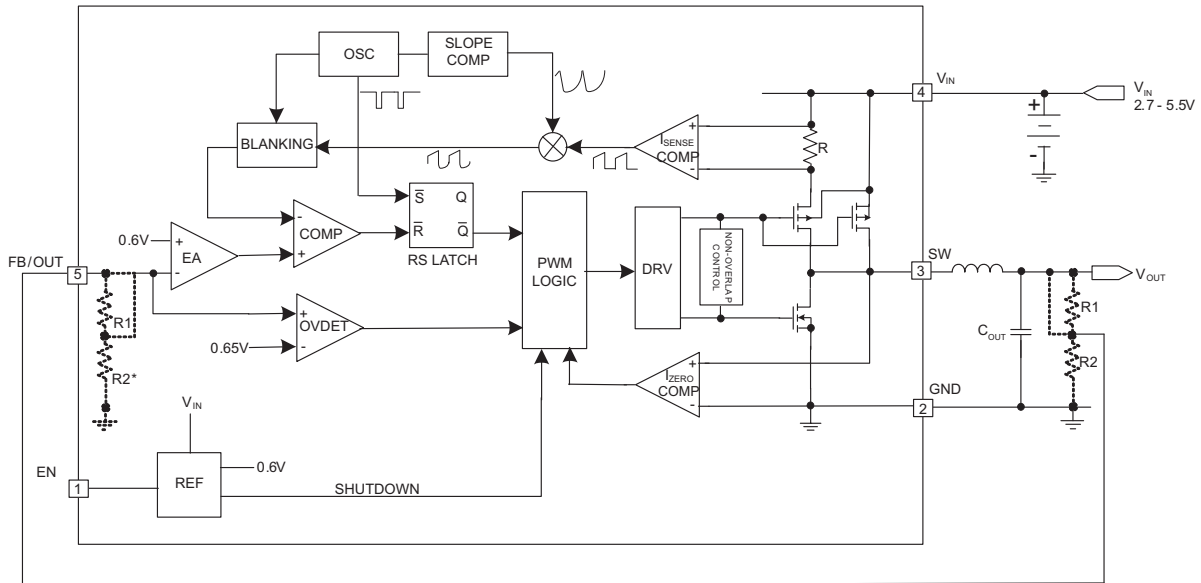 OSC
SLOPE
COMP
V_IN
4
V_IN
2.7 - 5.5V
+
-
BLANKING
+
I_SENSE
COMP
-
R
S̅ Q
R̅ Q̅
RS LATCH
-
COMP
+
0.6V
+
EA
-
FB/OUT
5
PWM
LOGIC
DRV
NON-OVERLAP
CONTROL
SW
3
V_OUT
R1
R2*
+
OVDET
-
0.65V
R1
C_OUT
R2
+
I_ZERO
COMP
-
GND
2
V_IN
EN
1
REF
0.6V
SHUTDOWN